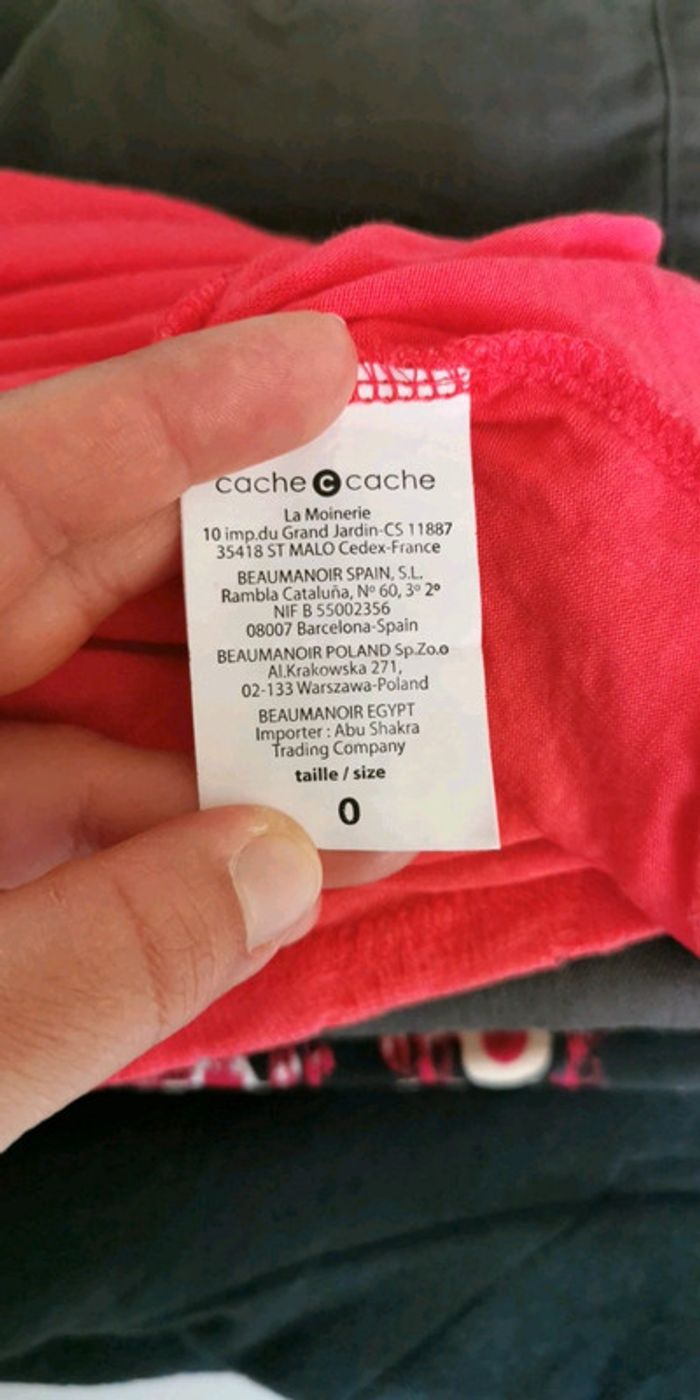 cache c cache
La Moinerie
10 imp.du Grand Jardin-CS 11887
35418 ST MALO Cedex-France
BEAUMANOIR SPAIN, S.L.
Rambla Cataluña, Nº 60, 3º 2º
NIF B 55002356
08007 Barcelona-Spain
BEAUMANOIR POLAND Sp.Zo.o
Al.Krakowska 271,
02-133 Warszawa-Poland
BEAUMANOIR EGYPT
Importer : Abu Shakra
Trading Company
taille / size
0